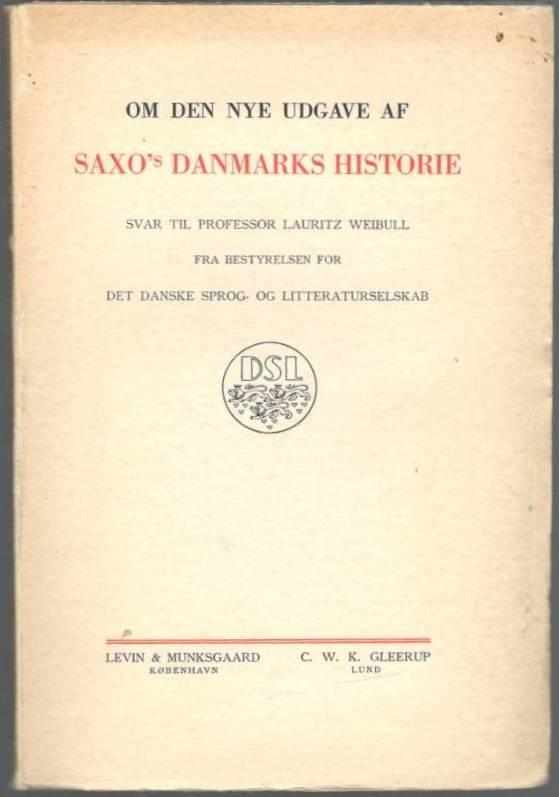 OM DEN NYE UDGAVE AF
SAXO's DANMARKS HISTORIE
SVAR TIL PROFESSOR LAURITZ WEIBULL
FRA BESTYRELSEN FOR
DET DANSKE SPROG- OG LITTERATURSELSKAB
DSL
LEVIN & MUNKSGAARD C. W. K. GLEERUP
KØBENHAVN LUND